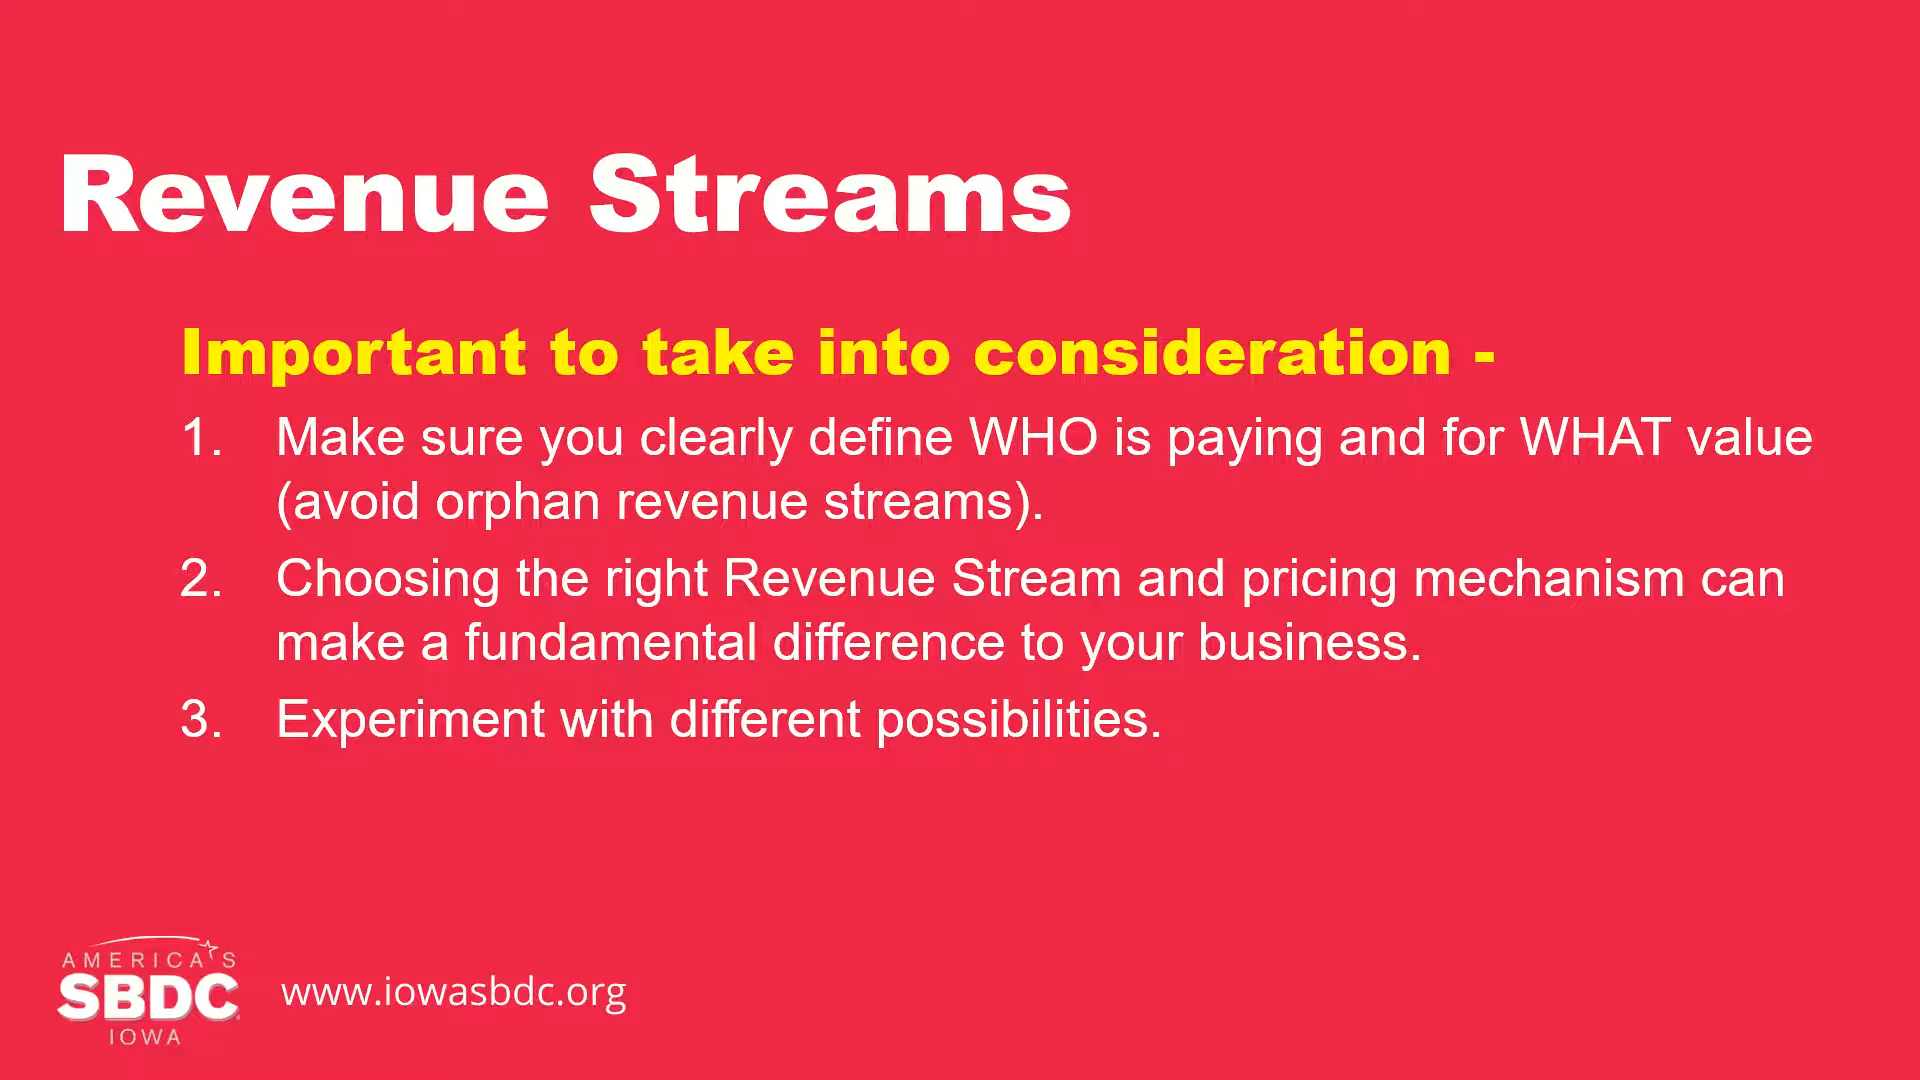 Revenue Streams
Important to take into consideration -
1. Make sure you clearly define WHO is paying and for WHAT value
(avoid orphan revenue streams).
2. Choosing the right Revenue Stream and pricing mechanism can
make a fundamental difference to your business.
3. Experiment with different possibilities.
AMERICA'S
SBDC
IOWA
www.iowasbdc.org